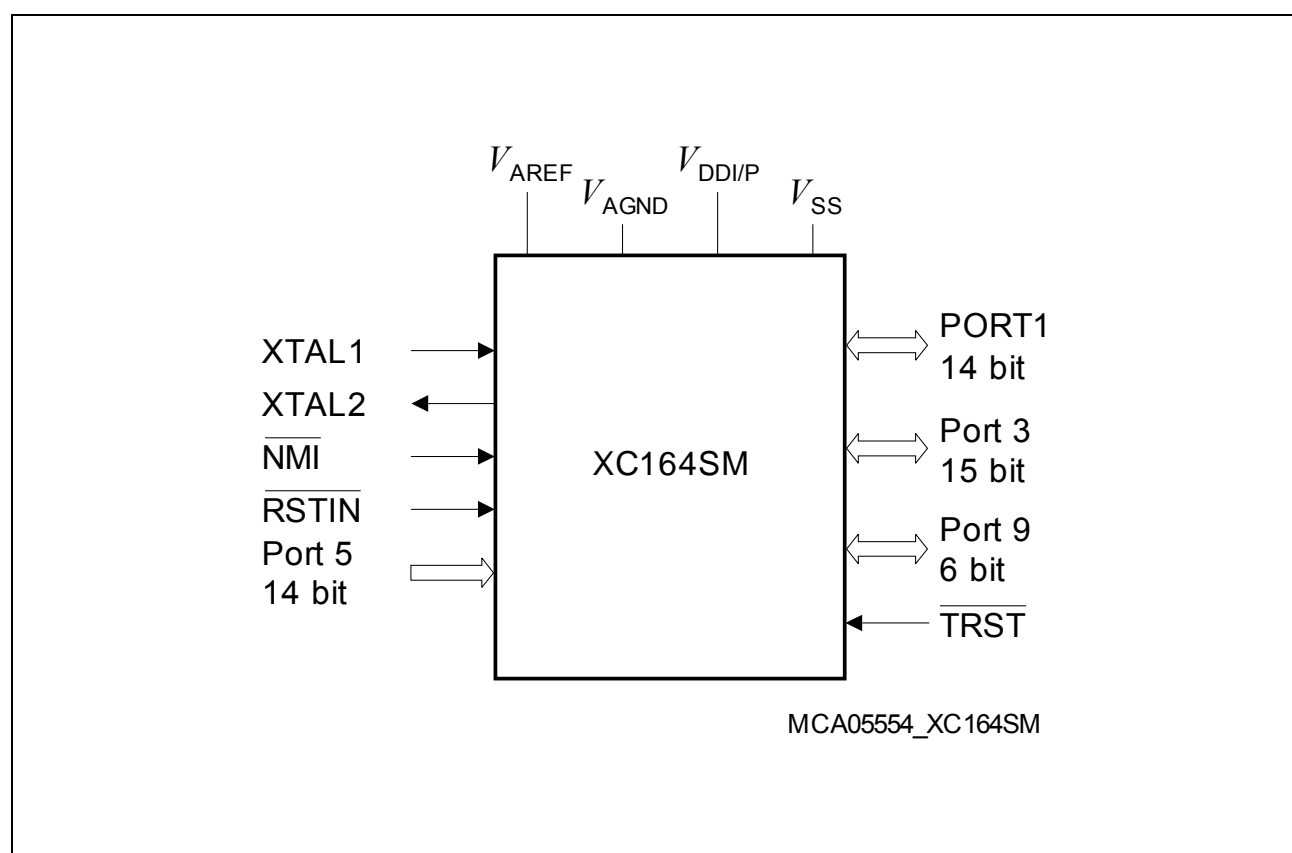 VAREF
VAGND
VDDI/P
VSS
XTAL1
XTAL2
NMI
RSTIN
Port 5
14 bit
XC164SM
PORT1
14 bit
Port 3
15 bit
Port 9
6 bit
TRST
MCA05554_XC164SM